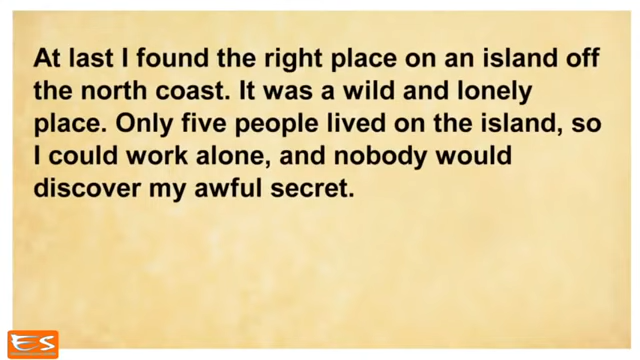 At last I found the right place on an island off
the north coast. It was a wild and lonely
place. Only five people lived on the island, so
I could work alone, and nobody would
discover my awful secret.
ES